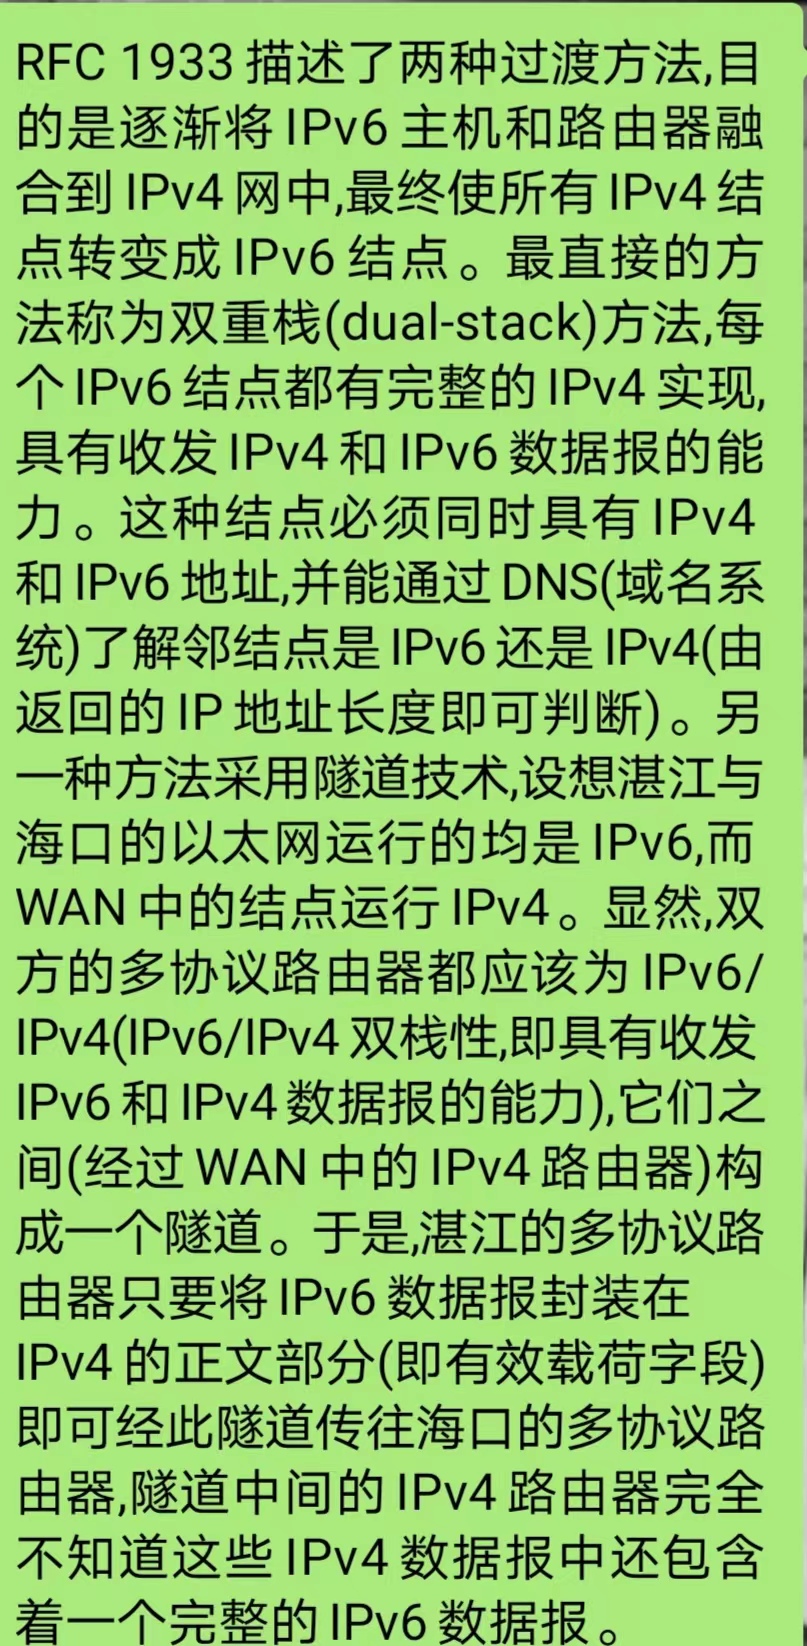 RFC 1933 描述了两种过渡方法,目
的是逐渐将 IPv6 主机和路由器融
合到 IPv4 网中,最终使所有 IPv4 结
点转变成 IPv6 结点。最直接的方
法称为双重栈(dual-stack)方法,每
个 IPv6 结点都有完整的 IPv4 实现,
具有收发 IPv4 和 IPv6 数据报的能
力。这种结点必须同时具有 IPv4
和 IPv6 地址,并能通过 DNS(域名系
统)了解邻结点是 IPv6 还是 IPv4(由
返回的 IP 地址长度即可判断)。另
一种方法采用隧道技术,设想湛江与
海口的以太网运行的均是 IPv6,而
WAN 中的结点运行 IPv4。显然,双
方的多协议路由器都应该为 IPv6/
IPv4(IPv6/IPv4 双栈性,即具有收发
IPv6 和 IPv4 数据报的能力),它们之
间(经过 WAN 中的 IPv4 路由器)构
成一个隧道。于是,湛江的多协议路
由器只要将 IPv6 数据报封装在
IPv4 的正文部分(即有效载荷字段)
即可经此隧道传往海口的多协议路
由器,隧道中间的 IPv4 路由器完全
不知道这些 IPv4 数据报中还包含
着一个完整的 IPv6 数据报。